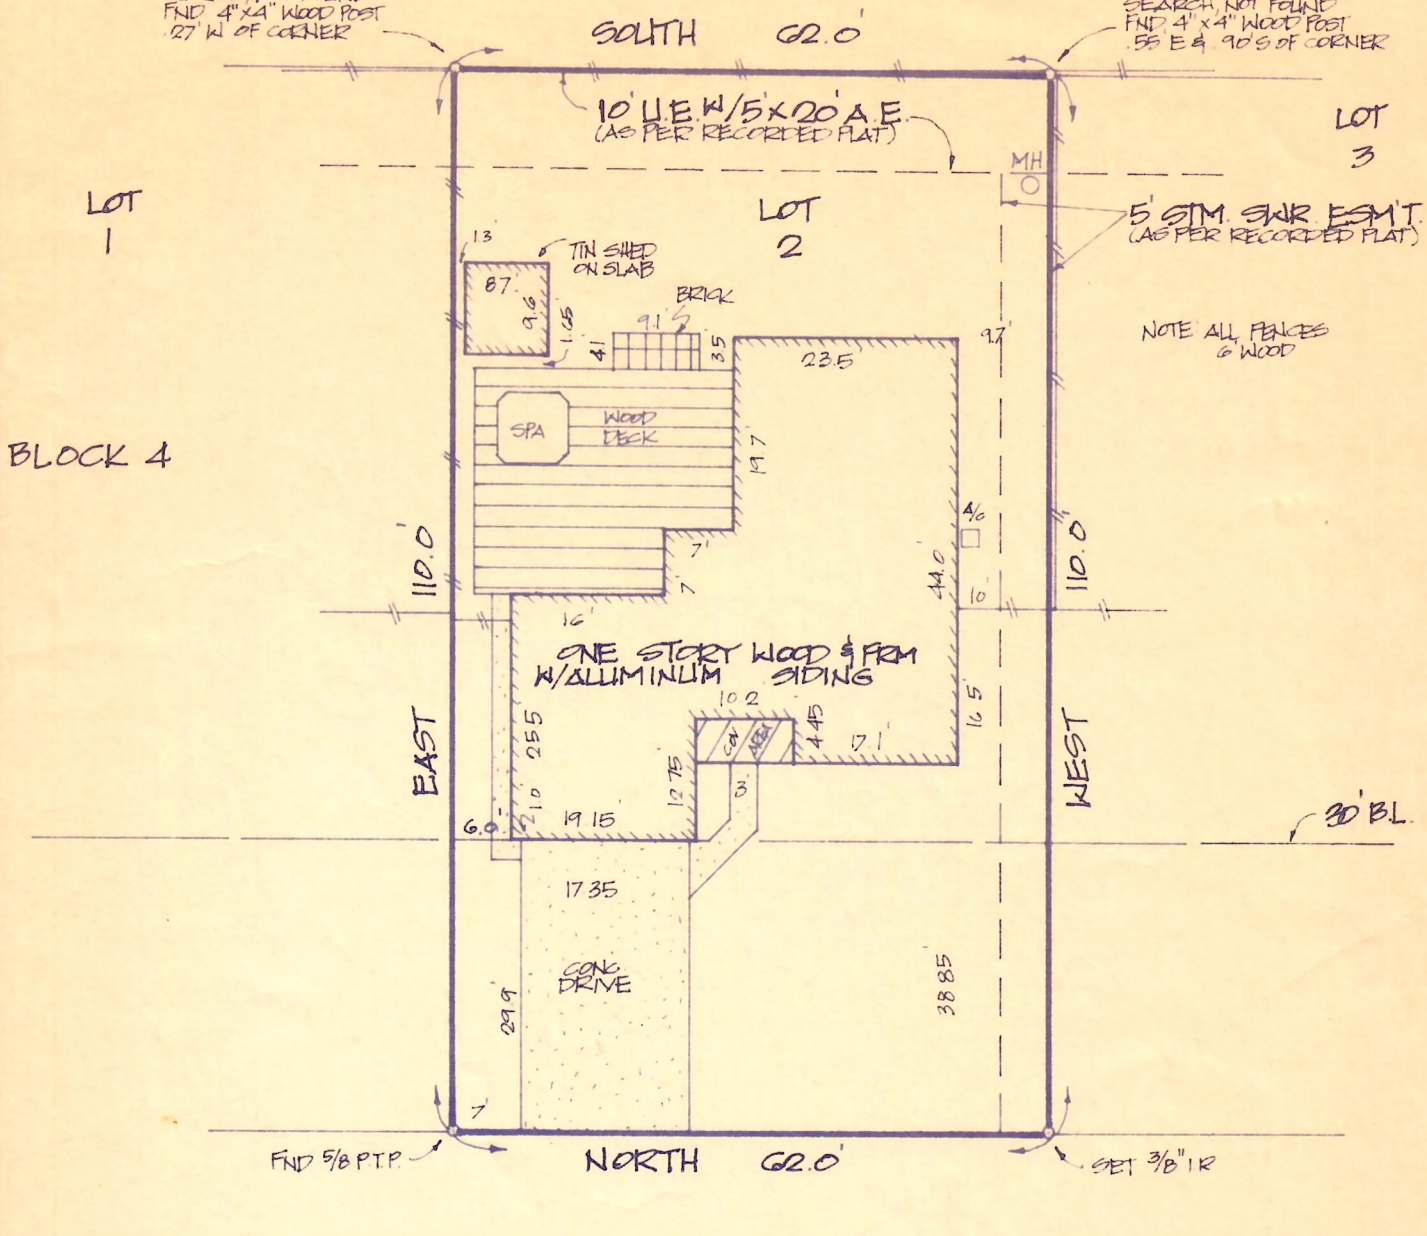 FND 4"X4" WOOD POST
.27' W OF CORNER
SOUTH 62.0'
SEARCH, NOT FOUND
FND 4"X4" WOOD POST
.55 E & .90'S OF CORNER
10' U.E. W/5'X20' A.E.
(AS PER RECORDED PLAT)
LOT
3
MH
LOT
1
LOT
2
5' STM. SWR. ESM'T.
(AS PER RECORDED PLAT)
1.3
TIN SHED
ON SLAB
8.7
9.6
1.65
BRICK
9.1
4.1
3.5
23.5'
9.7'
NOTE ALL FENCES
6' WOOD
SPA
WOOD
DECK
19.7'
BLOCK 4
A/C
110.0'
7'
7'
44.0'
10'
110.0'
16'
ONE STORY WOOD & FRM
W/ALUMINUM SIDING
10.2
4.45
16.5'
EAST
25.5
COV
AREA
17.1'
WEST
12.75'
3'
21.0
6.0'
19.15'
30' B.L.
17.35
CONC.
DRIVE
29.9'
38.85'
7'
FND 5/8 P.T.P.
NORTH 62.0'
SET 3/8" I.R.